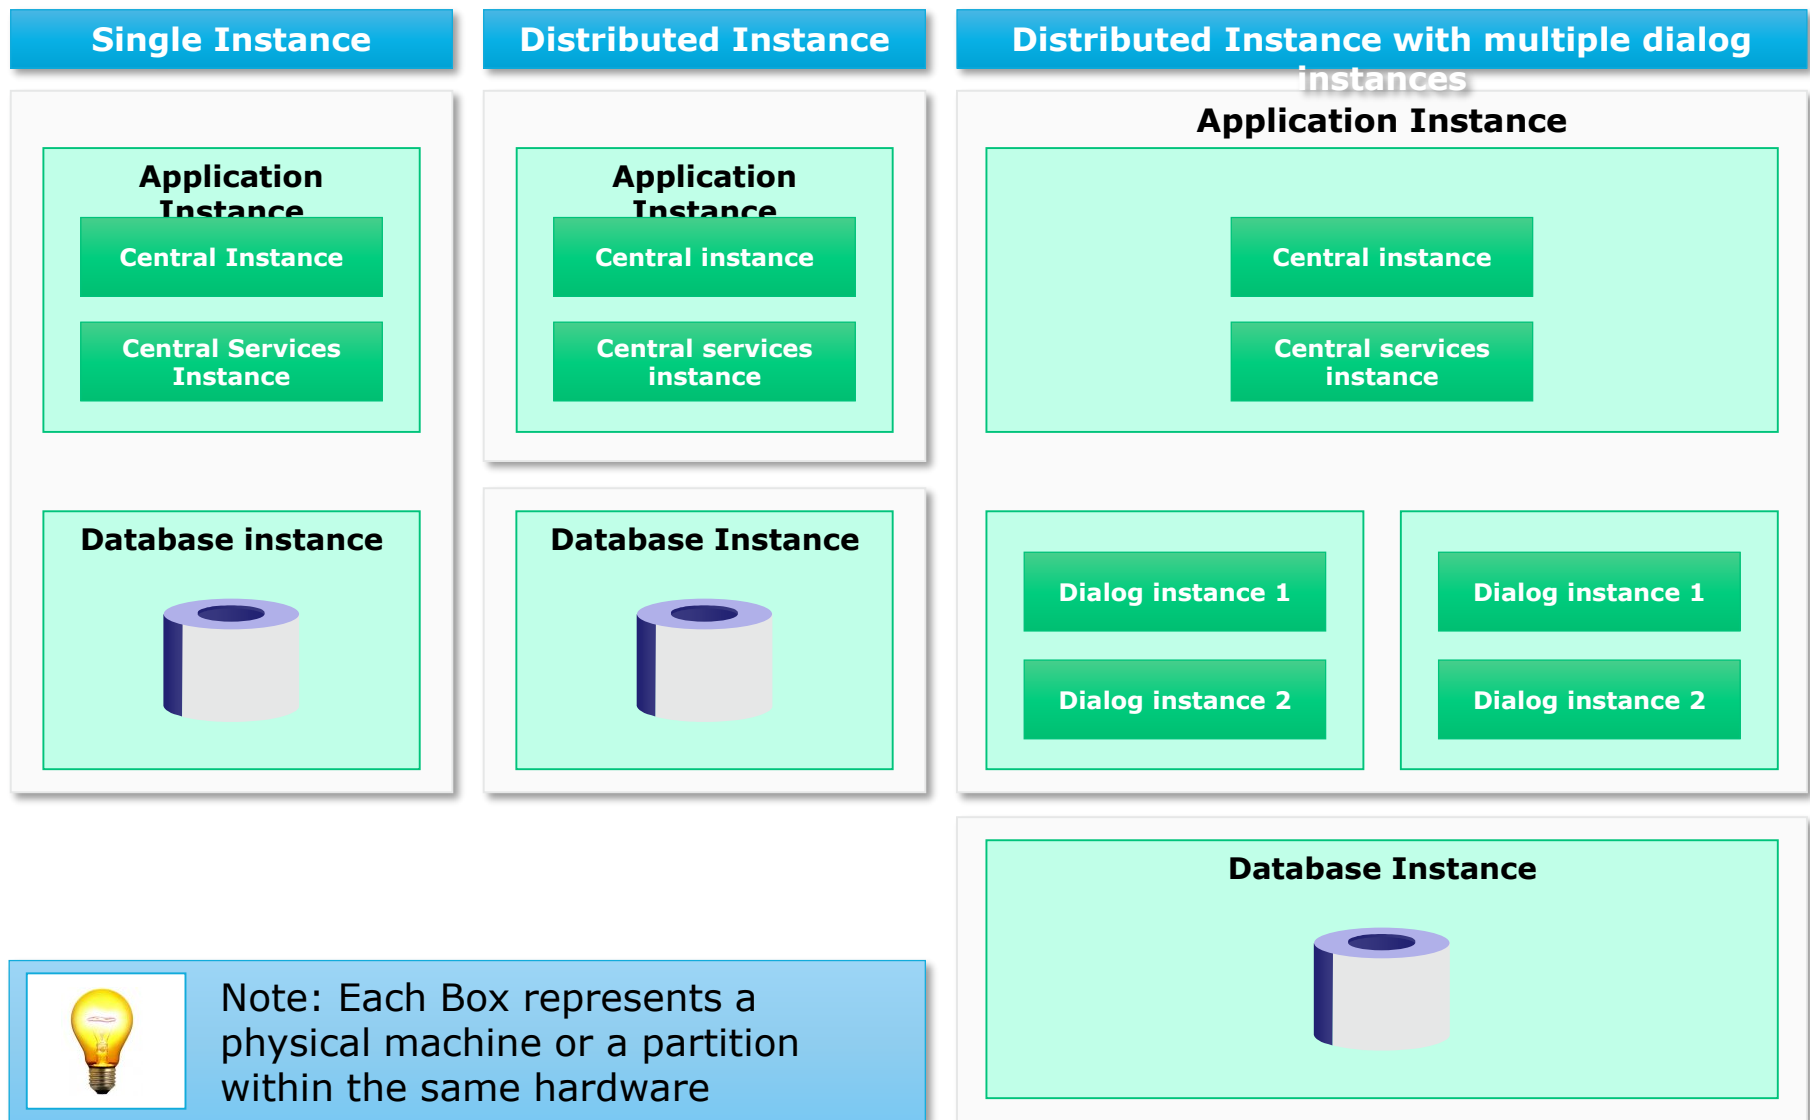 Single Instance
Application
Instance
Central Instance
Central Services
Instance
Database instance
Distributed Instance
Application
Instance
Central instance
Central services
instance
Database Instance
Distributed Instance with multiple dialog
instances
Application Instance
Central instance
Central services
instance
Dialog instance 1
Dialog instance 2
Dialog instance 1
Dialog instance 2
Database Instance
Note: Each Box represents a
physical machine or a partition
within the same hardware